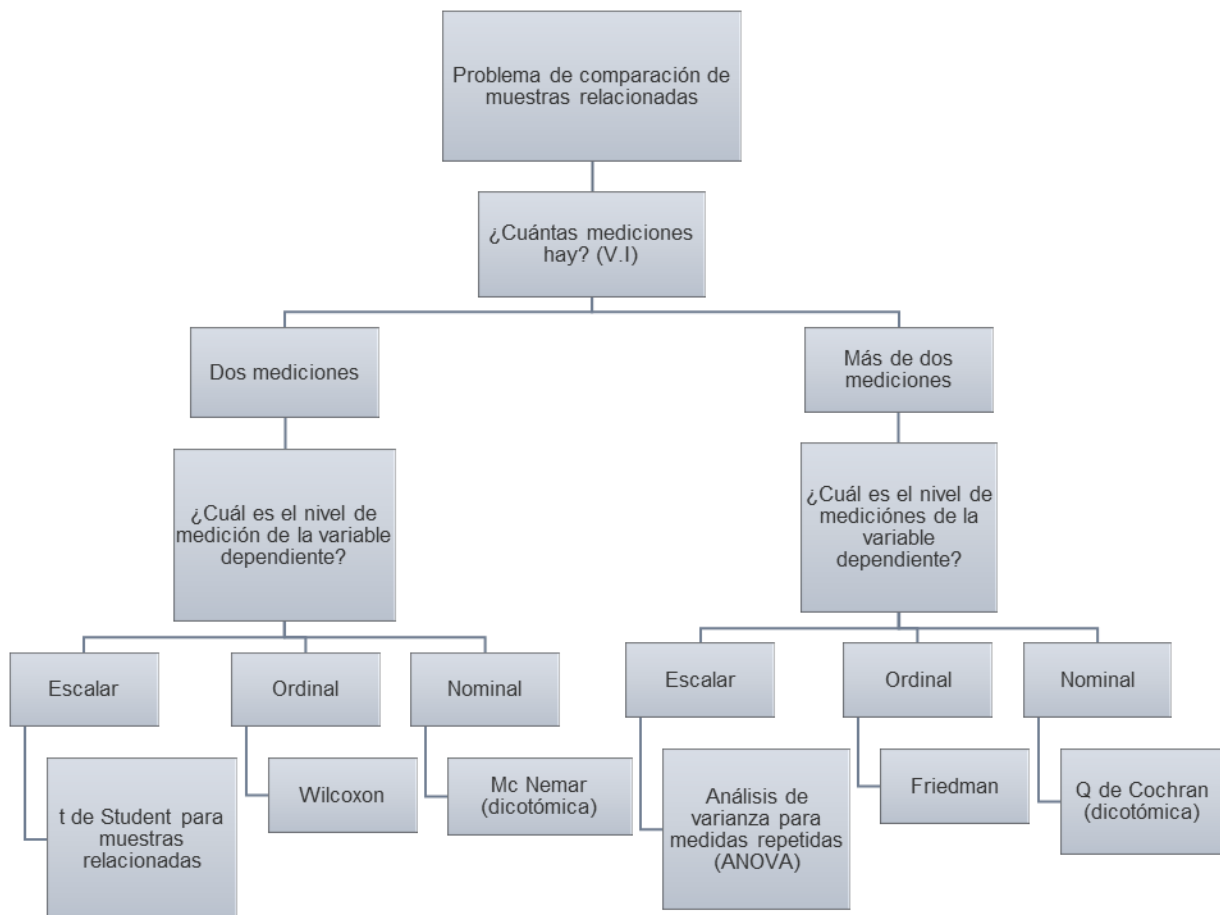 Problema de comparación de
muestras relacionadas
¿Cuántas mediciones
hay? (V.I)
Dos mediciones
Más de dos
mediciones
¿Cuál es el nivel de
medición de la variable
dependiente?
¿Cuál es el nivel de
mediciónes de la
variable
dependiente?
Escalar
Ordinal
Nominal
Escalar
Ordinal
Nominal
t de Student para
muestras
relacionadas
Wilcoxon
Mc Nemar
(dicotómica)
Análisis de
varianza para
medidas repetidas
(ANOVA)
Friedman
Q de Cochran
(dicotómica)